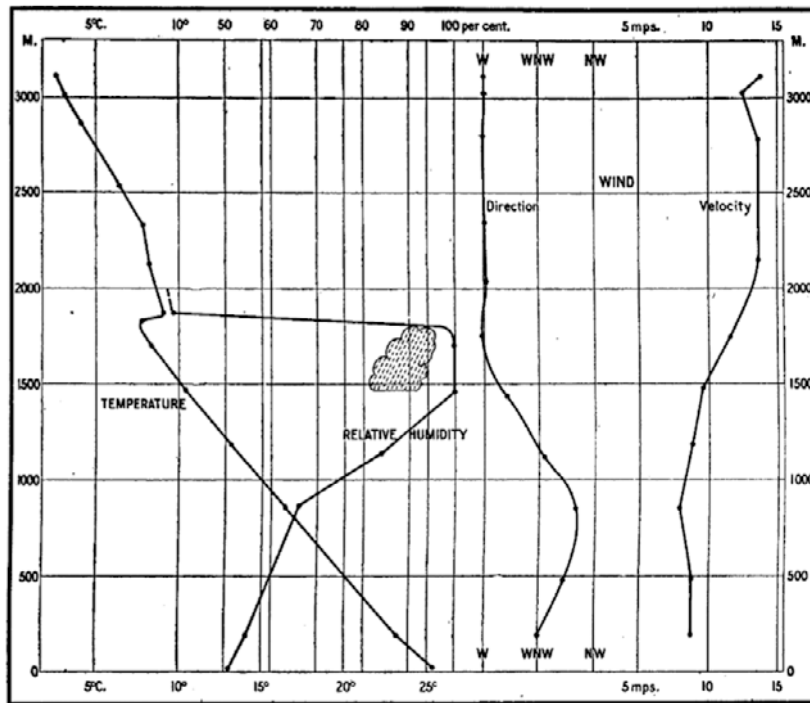 5°C. 10° 50 60 70 80 90 100 per cent. 5 mps. 10 15
M. M.
W WNW NW
3000 3000
2500 2500
WIND
Direction Velocity
2000 2000
1500 1500
TEMPERATURE
RELATIVE HUMIDITY
1000 1000
500 500
W WNW NW
0 0
5°C. 10° 15° 20° 25° 5 mps. 10 15